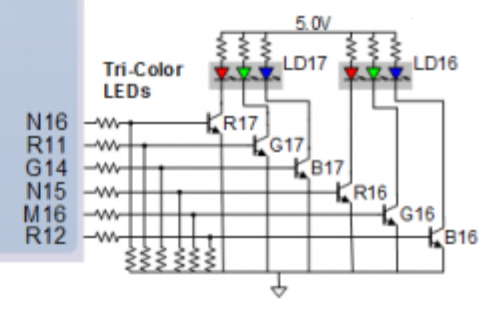 5.0V
LD17
LD16
Tri-Color
LEDs
N16
R17
R11
G17
G14
B17
N15
R16
M16
G16
R12
B16